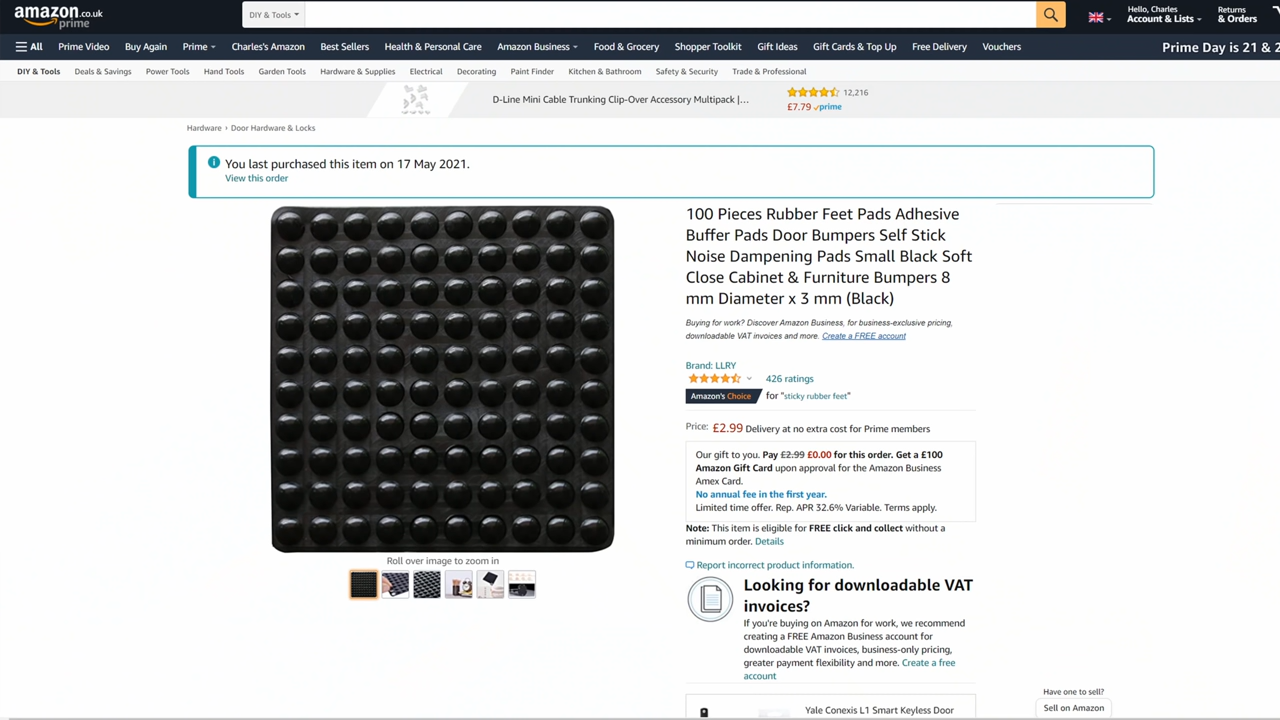 amazon.co.uk
prime
DIY & Tools
Hello, Charles
Account & Lists
Returns
& Orders
All
Prime Video
Buy Again
Prime
Charles's Amazon
Best Sellers
Health & Personal Care
Amazon Business
Food & Grocery
Shopper Toolkit
Gift Ideas
Gift Cards & Top Up
Free Delivery
Vouchers
Prime Day is 21 & 2
DIY & Tools
Deals & Savings
Power Tools
Hand Tools
Garden Tools
Hardware & Supplies
Electrical
Decorating
Paint Finder
Kitchen & Bathroom
Safety & Security
Trade & Professional
D-Line Mini Cable Trunking Clip-Over Accessory Multipack |...
12,216
£7.79 prime
Hardware › Door Hardware & Locks
You last purchased this item on 17 May 2021.
View this order
100 Pieces Rubber Feet Pads Adhesive
Buffer Pads Door Bumpers Self Stick
Noise Dampening Pads Small Black Soft
Close Cabinet & Furniture Bumpers 8
mm Diameter x 3 mm (Black)
Buying for work? Discover Amazon Business, for business-exclusive pricing,
downloadable VAT invoices and more. Create a FREE account
Brand: LLRY
426 ratings
Amazon's Choice for "sticky rubber feet"
Price: £2.99 Delivery at no extra cost for Prime members
Our gift to you. Pay £2.99 £0.00 for this order. Get a £100
Amazon Gift Card upon approval for the Amazon Business
Amex Card.
No annual fee in the first year.
Limited time offer. Rep. APR 32.6% Variable. Terms apply.
Note: This item is eligible for FREE click and collect without a
minimum order. Details
Roll over image to zoom in
Report incorrect product information.
Looking for downloadable VAT
invoices?
If you're buying on Amazon for work, we recommend
creating a FREE Amazon Business account for
downloadable VAT invoices, business-only pricing,
greater payment flexibility and more. Create a free
account
Have one to sell?
Sell on Amazon
Yale Conexis L1 Smart Keyless Door